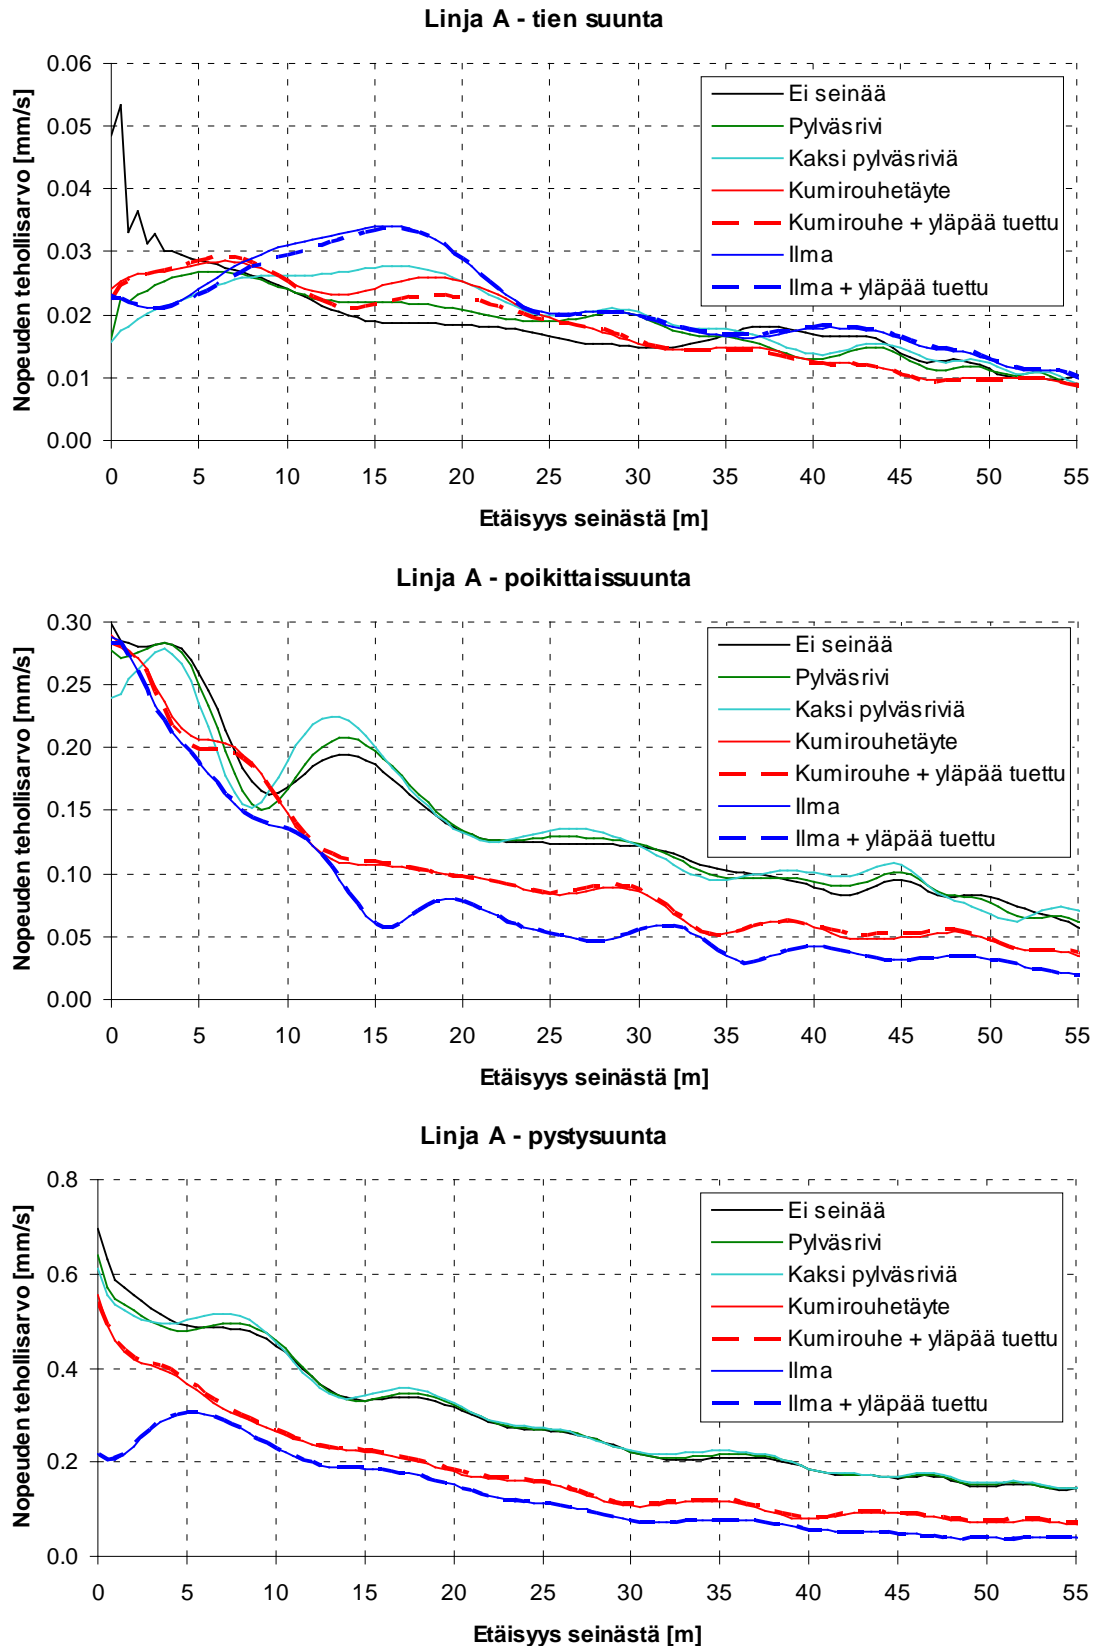 Linja A - tien suunta
Nopeuden tehollisarvo [mm/s]
0.06
0.05
0.04
0.03
0.02
0.01
0.00
Ei seinää
Pylväsrivi
Kaksi pylväsriviä
Kumirouhetäyte
Kumirouhe + yläpää tuettu
Ilma
Ilma + yläpää tuettu
0 5 10 15 20 25 30 35 40 45 50 55
Etäisyys seinästä [m]
Linja A - poikittaissuunta
Nopeuden tehollisarvo [mm/s]
0.30
0.25
0.20
0.15
0.10
0.05
0.00
Ei seinää
Pylväsrivi
Kaksi pylväsriviä
Kumirouhetäyte
Kumirouhe + yläpää tuettu
Ilma
Ilma + yläpää tuettu
0 5 10 15 20 25 30 35 40 45 50 55
Etäisyys seinästä [m]
Linja A - pystysuunta
Nopeuden tehollisarvo [mm/s]
0.8
0.6
0.4
0.2
0.0
Ei seinää
Pylväsrivi
Kaksi pylväsriviä
Kumirouhetäyte
Kumirouhe + yläpää tuettu
Ilma
Ilma + yläpää tuettu
0 5 10 15 20 25 30 35 40 45 50 55
Etäisyys seinästä [m]